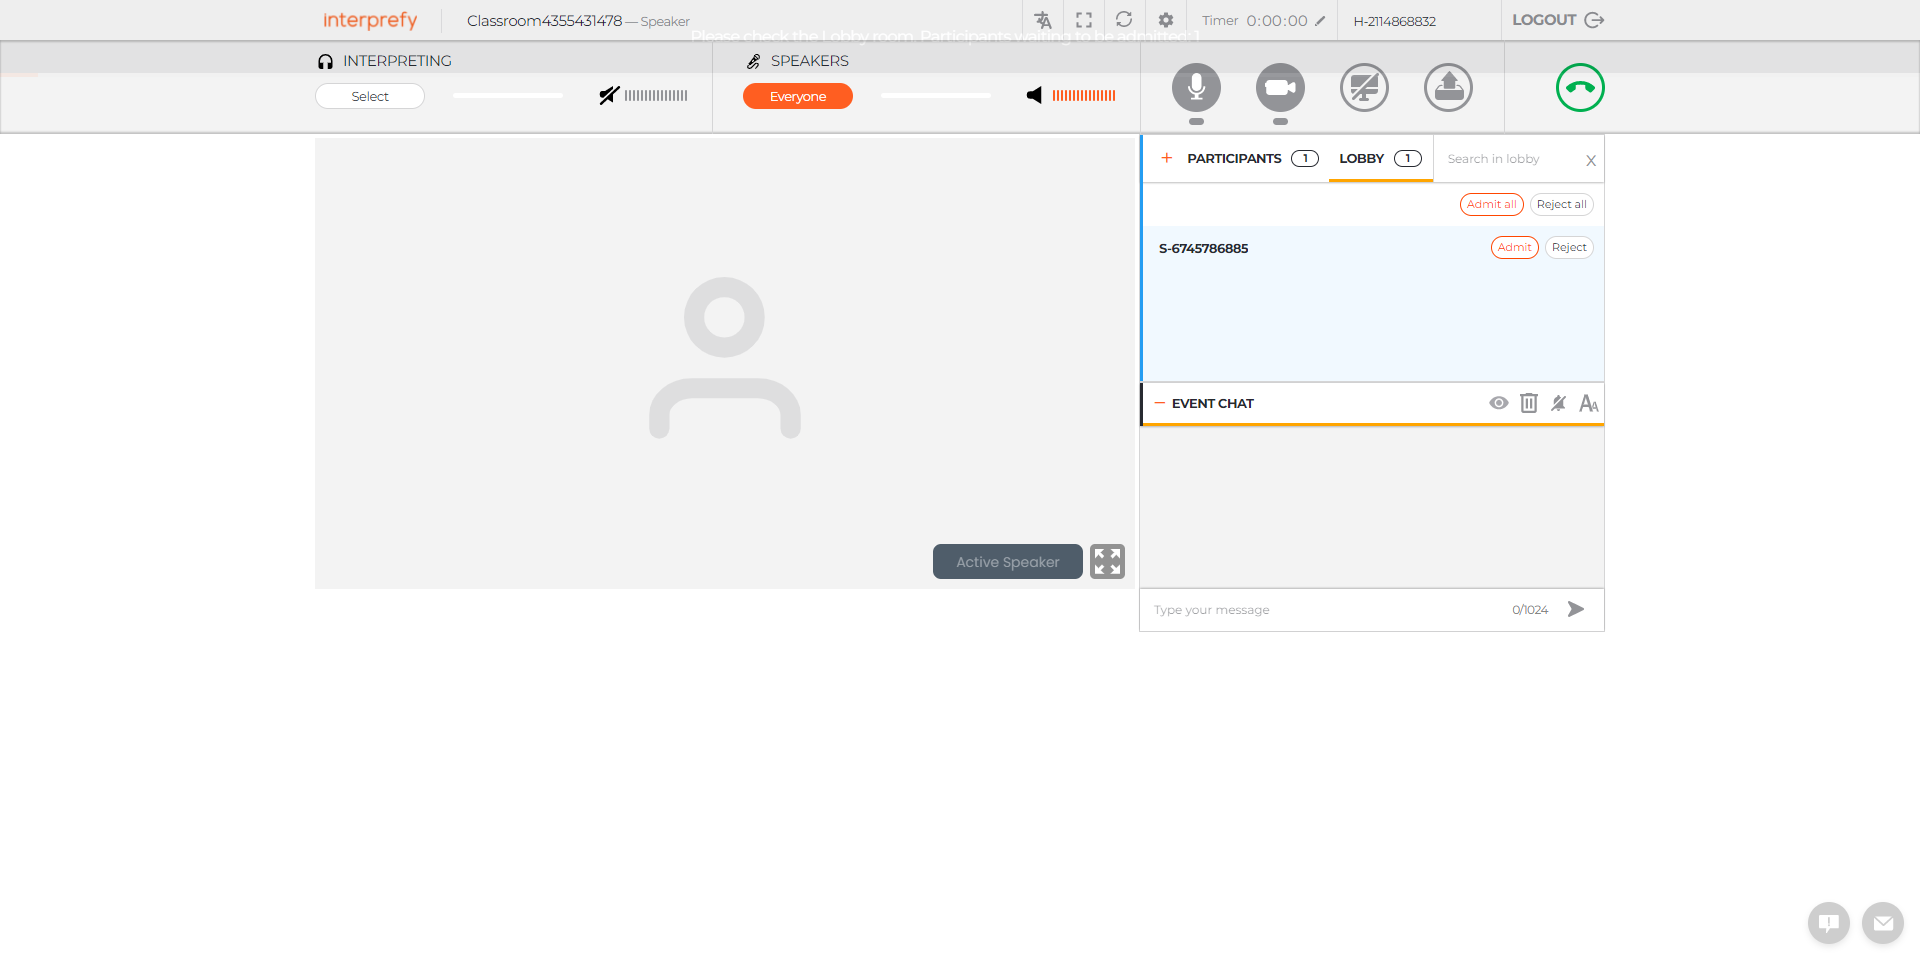 interprefy
Classroom4355431478 — Speaker
Timer 0:00:00
H-2114868832
LOGOUT
Please check the Lobby room. Participants waiting to be admitted: 1
INTERPRETING
SPEAKERS
Select
Everyone
+ PARTICIPANTS 1
LOBBY 1
Search in lobby
X
Admit all
Reject all
S-6745786885
Admit
Reject
− EVENT CHAT
Active Speaker
Type your message
0/1024